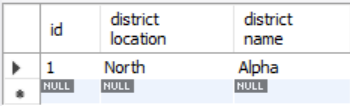 id district location district name
1 North Alpha
NULL NULL NULL